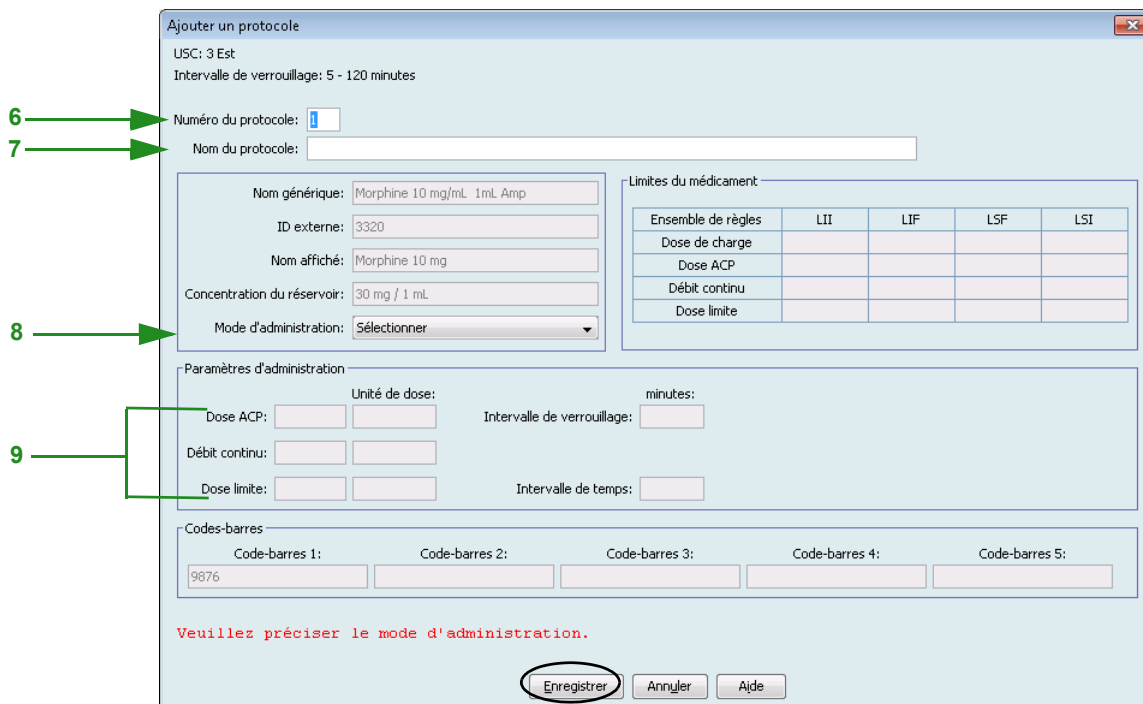 Ajouter un protocole
USC: 3 Est
Intervalle de verrouillage: 5 - 120 minutes
6
Numéro du protocole: 1
7
Nom du protocole:
Nom générique: Morphine 10 mg/mL 1mL Amp
ID externe: 3320
Nom affiché: Morphine 10 mg
Concentration du réservoir: 30 mg / 1 mL
8
Mode d'administration: Sélectionner
Limites du médicament
Ensemble de règles LII LIF LSF LSI
Dose de charge
Dose ACP
Débit continu
Dose limite
Paramètres d'administration
Unité de dose: minutes:
Dose ACP: Intervalle de verrouillage:
9
Débit continu:
Dose limite: Intervalle de temps:
Codes-barres
Code-barres 1: Code-barres 2: Code-barres 3: Code-barres 4: Code-barres 5:
9876
Veuillez préciser le mode d'administration.
Enregistrer Annuler Aide